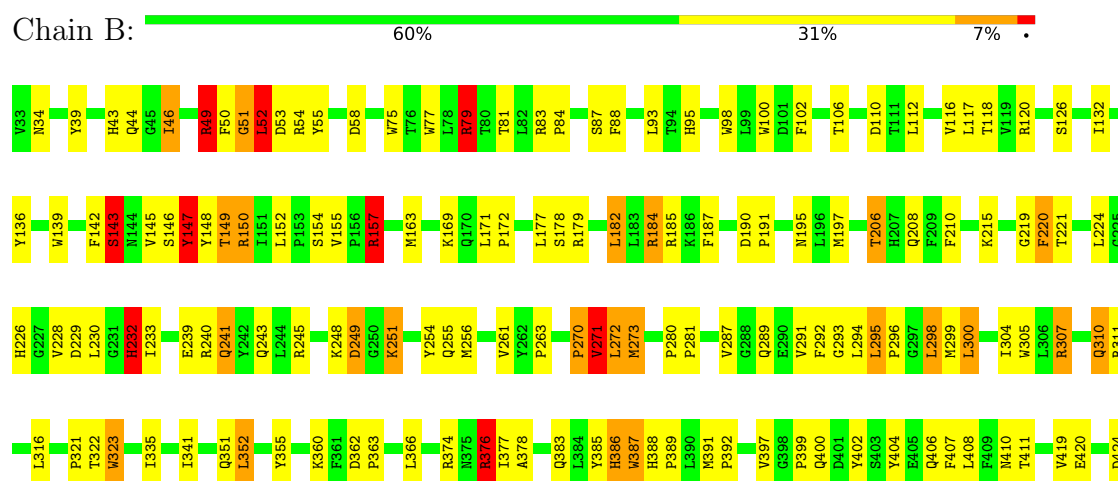 Chain B:
60% 31% 7% •
V33 N34 Y39 H43 Q44 G45 I46 R49 F50 G51 L52 D53 R54 Y55 D58 W75 T76 W77 L78 R79 T80 T81 L82 R83 P84 S87 F88 L93 T94 H95 W98 L99 W100 D101 F102 T106 D110 T111 L112 V116 L117 T118 V119 R120 S126 I132
Y136 W139 F142 S143 N144 V145 S146 Y147 Y148 T149 R150 I151 L152 P153 S154 V155 P156 R157 M163 K169 Q170 L171 P172 L177 S178 R179 L182 L183 R184 R185 K186 F187 D190 P191 N195 L196 M197 T206 H207 Q208 F209 F210 K215 G219 F220 T221 L224 G225
H226 G227 V228 D229 L230 G231 H232 I233 E239 R240 Q241 Y242 Q243 L244 R245 K248 D249 G250 K251 Y254 Q255 M256 V261 Y262 P263 P270 V271 L272 M273 P280 P281 V287 G288 Q289 E290 V291 F292 G293 L294 L295 P296 G297 L298 M299 L300 I304 W305 L306 R307 Q310
L316 P321 T322 W323 I335 I341 Q351 L352 Y355 K360 F361 D362 P363 L366 R374 N375 R376 I377 A378 Q383 L384 Y385 H386 W387 H388 P389 L390 M391 P392 V397 G398 P399 Q400 D401 Y402 S403 Y404 E405 Q406 F407 L408 F409 N410 T411 V419 E420